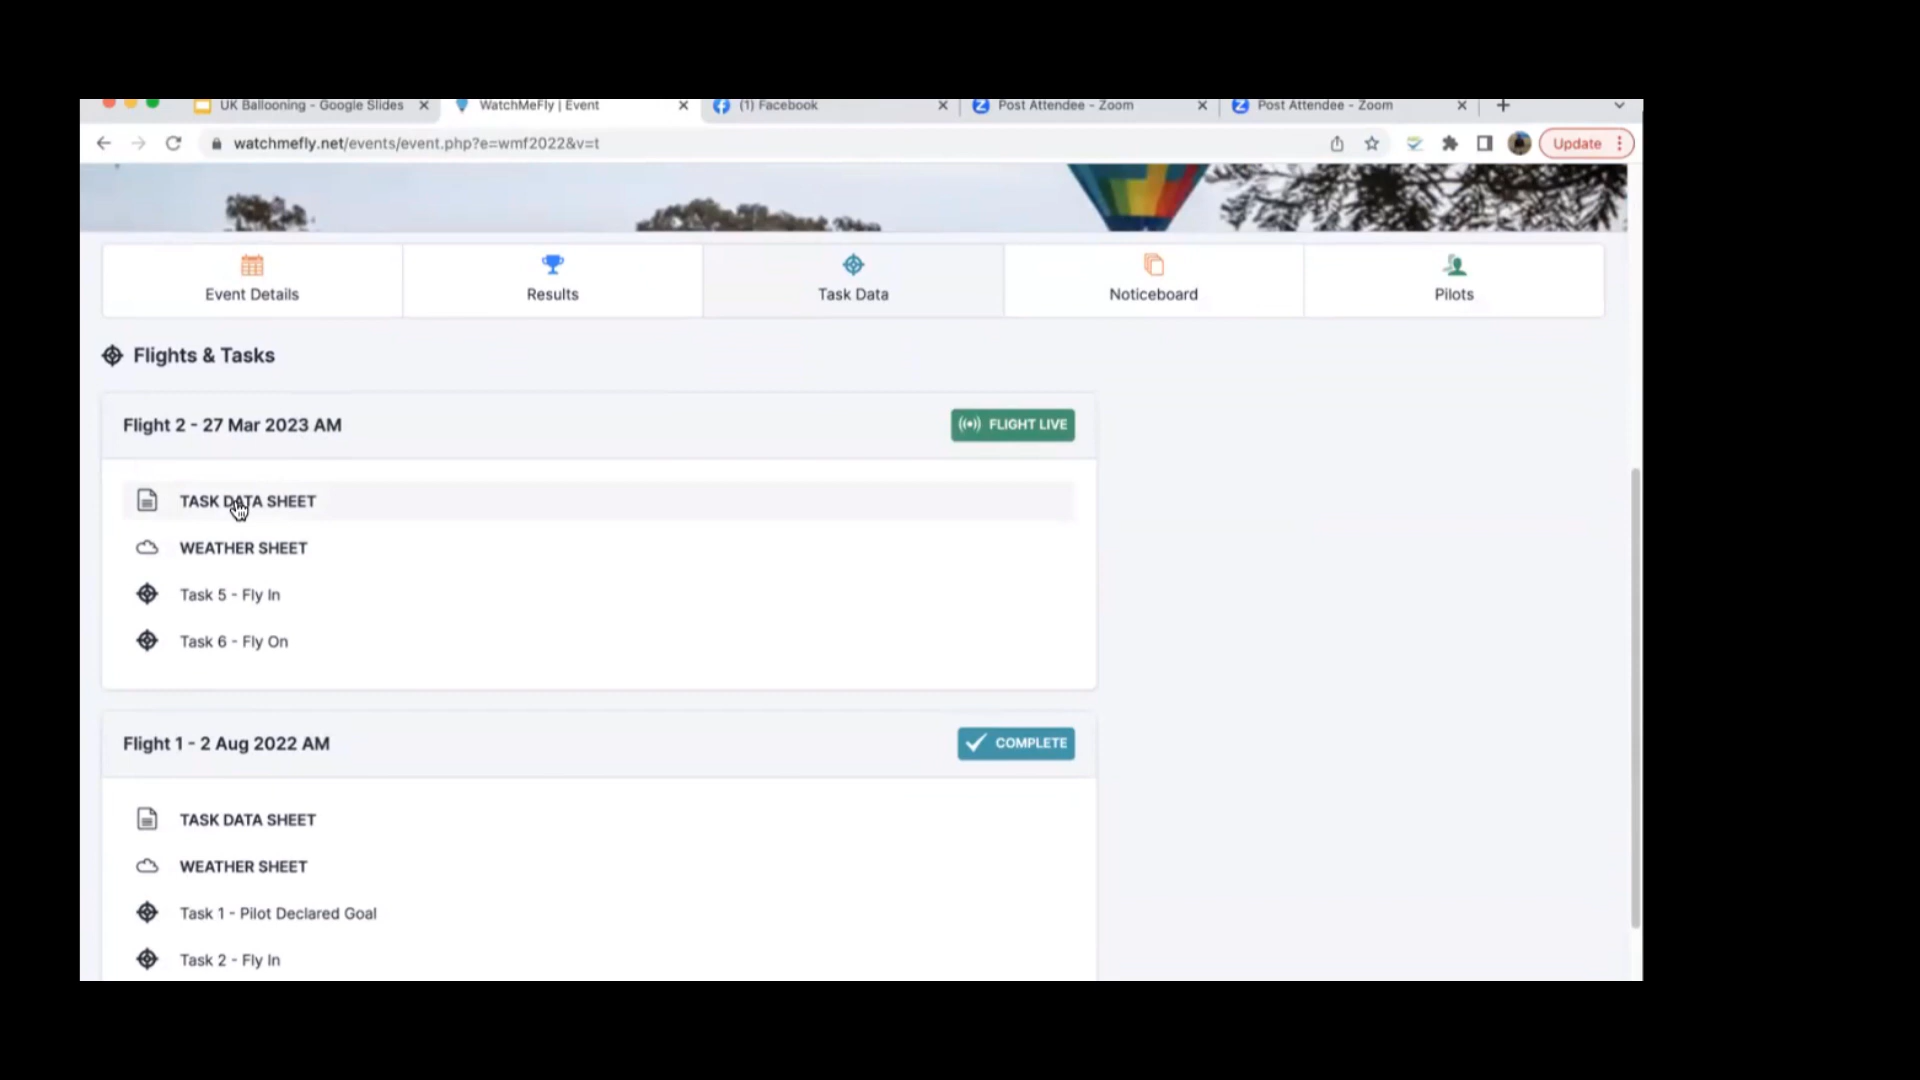 UK Ballooning - Google Slides
WatchMeFly | Event
(1) Facebook
Post Attendee - Zoom
Post Attendee - Zoom
watchmefly.net/events/event.php?e=wmf2022&v=t
Update
Event Details
Results
Task Data
Noticeboard
Pilots
Flights & Tasks
Flight 2 - 27 Mar 2023 AM
FLIGHT LIVE
TASK DATA SHEET
WEATHER SHEET
Task 5 - Fly In
Task 6 - Fly On
Flight 1 - 2 Aug 2022 AM
COMPLETE
TASK DATA SHEET
WEATHER SHEET
Task 1 - Pilot Declared Goal
Task 2 - Fly In